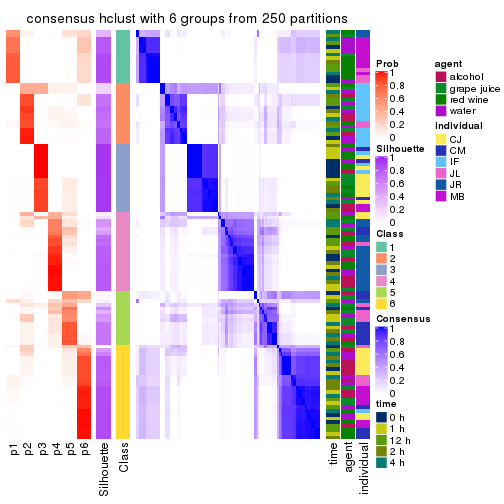 consensus hclust with 6 groups from 250 partitions
p1
p2
p3
p4
p5
p6
Silhouette
Class
time
agent
individual
Prob
1
0.8
0.6
0.4
0.2
0
Silhouette
1
0.8
0.6
0.4
0.2
0
Class
1
2
3
4
5
6
Consensus
1
0.8
0.6
0.4
0.2
0
time
0 h
1 h
12 h
2 h
4 h
agent
alcohol
grape juice
red wine
water
individual
CJ
CM
IF
JL
JR
MB